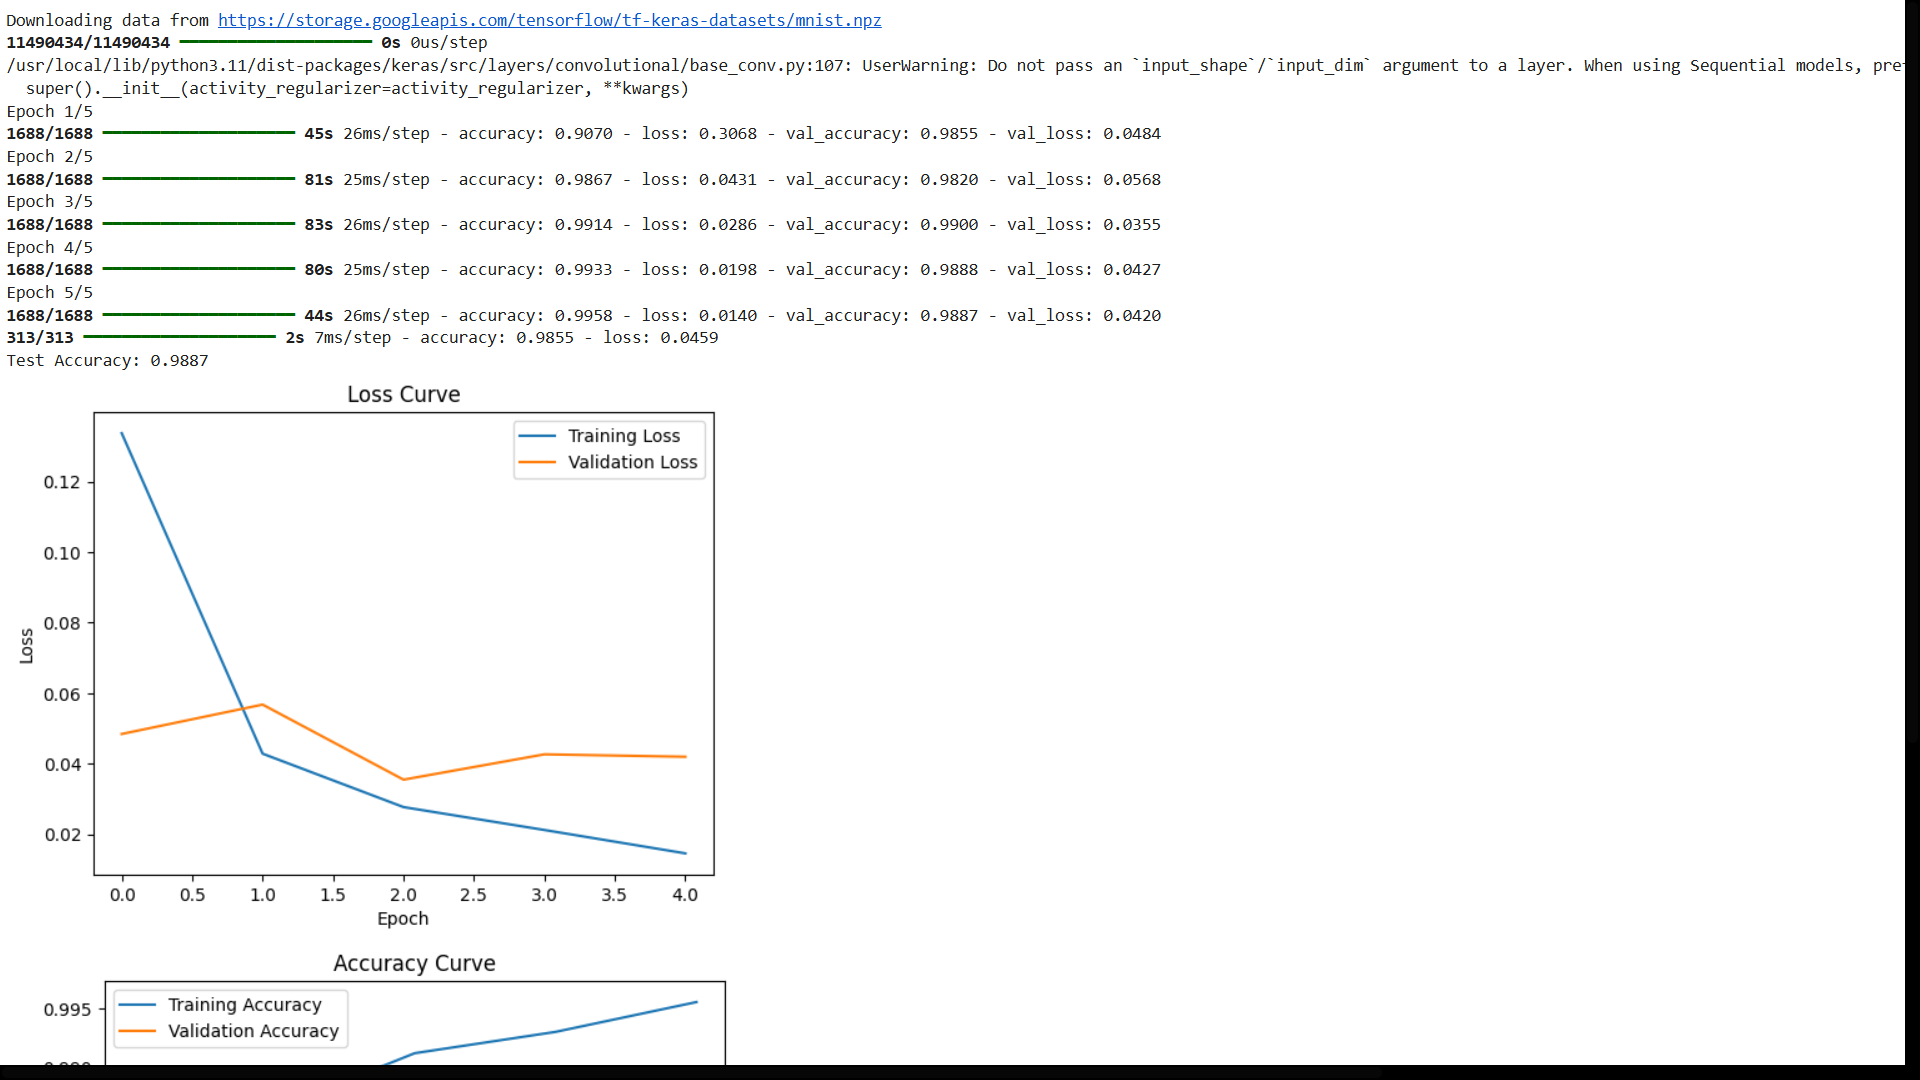 Downloading data from https://storage.googleapis.com/tensorflow/tf-keras-datasets/mnist.npz
11490434/11490434 0s 0us/step
/usr/local/lib/python3.11/dist-packages/keras/src/layers/convolutional/base_conv.py:107: UserWarning: Do not pass an `input_shape`/`input_dim` argument to a layer. When using Sequential models, pre
super().__init__(activity_regularizer=activity_regularizer, **kwargs)
Epoch 1/5
1688/1688 45s 26ms/step - accuracy: 0.9070 - loss: 0.3068 - val_accuracy: 0.9855 - val_loss: 0.0484
Epoch 2/5
1688/1688 81s 25ms/step - accuracy: 0.9867 - loss: 0.0431 - val_accuracy: 0.9820 - val_loss: 0.0568
Epoch 3/5
1688/1688 83s 26ms/step - accuracy: 0.9914 - loss: 0.0286 - val_accuracy: 0.9900 - val_loss: 0.0355
Epoch 4/5
1688/1688 80s 25ms/step - accuracy: 0.9933 - loss: 0.0198 - val_accuracy: 0.9888 - val_loss: 0.0427
Epoch 5/5
1688/1688 44s 26ms/step - accuracy: 0.9958 - loss: 0.0140 - val_accuracy: 0.9887 - val_loss: 0.0420
313/313 2s 7ms/step - accuracy: 0.9855 - loss: 0.0459
Test Accuracy: 0.9887
Loss Curve
Training Loss
Validation Loss
0.12
0.10
0.08
0.06
0.04
0.02
Loss
0.0 0.5 1.0 1.5 2.0 2.5 3.0 3.5 4.0
Epoch
Accuracy Curve
Training Accuracy
Validation Accuracy
0.995